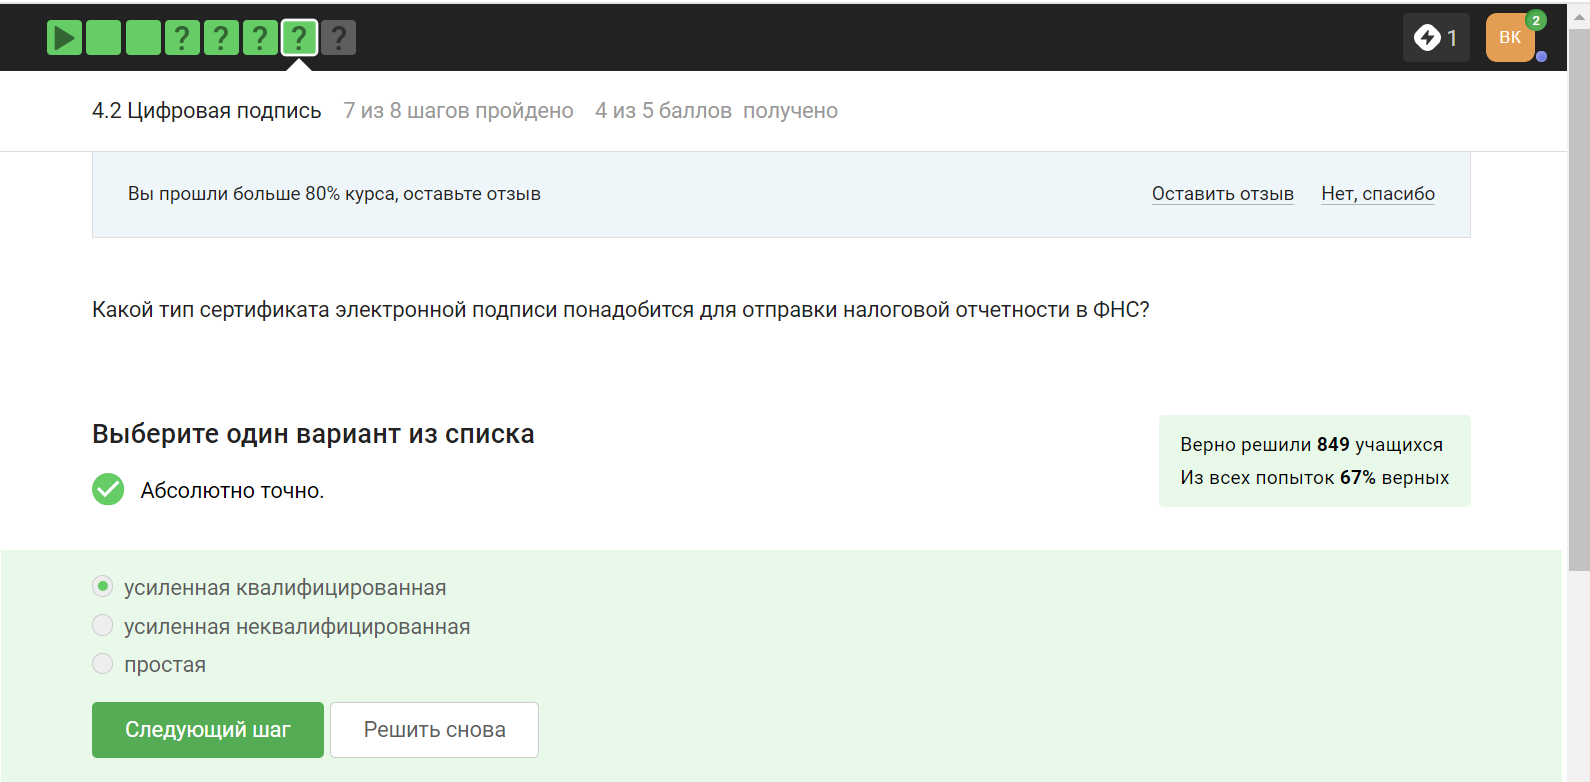 ? ? ? ? ?
1
ВК
2
4.2 Цифровая подпись 7 из 8 шагов пройдено 4 из 5 баллов получено
Вы прошли больше 80% курса, оставьте отзыв Оставить отзыв Нет, спасибо
Какой тип сертификата электронной подписи понадобится для отправки налоговой отчетности в ФНС?
Выберите один вариант из списка
Абсолютно точно.
Верно решили 849 учащихся
Из всех попыток 67% верных
усиленная квалифицированная
усиленная неквалифицированная
простая
Следующий шаг Решить снова